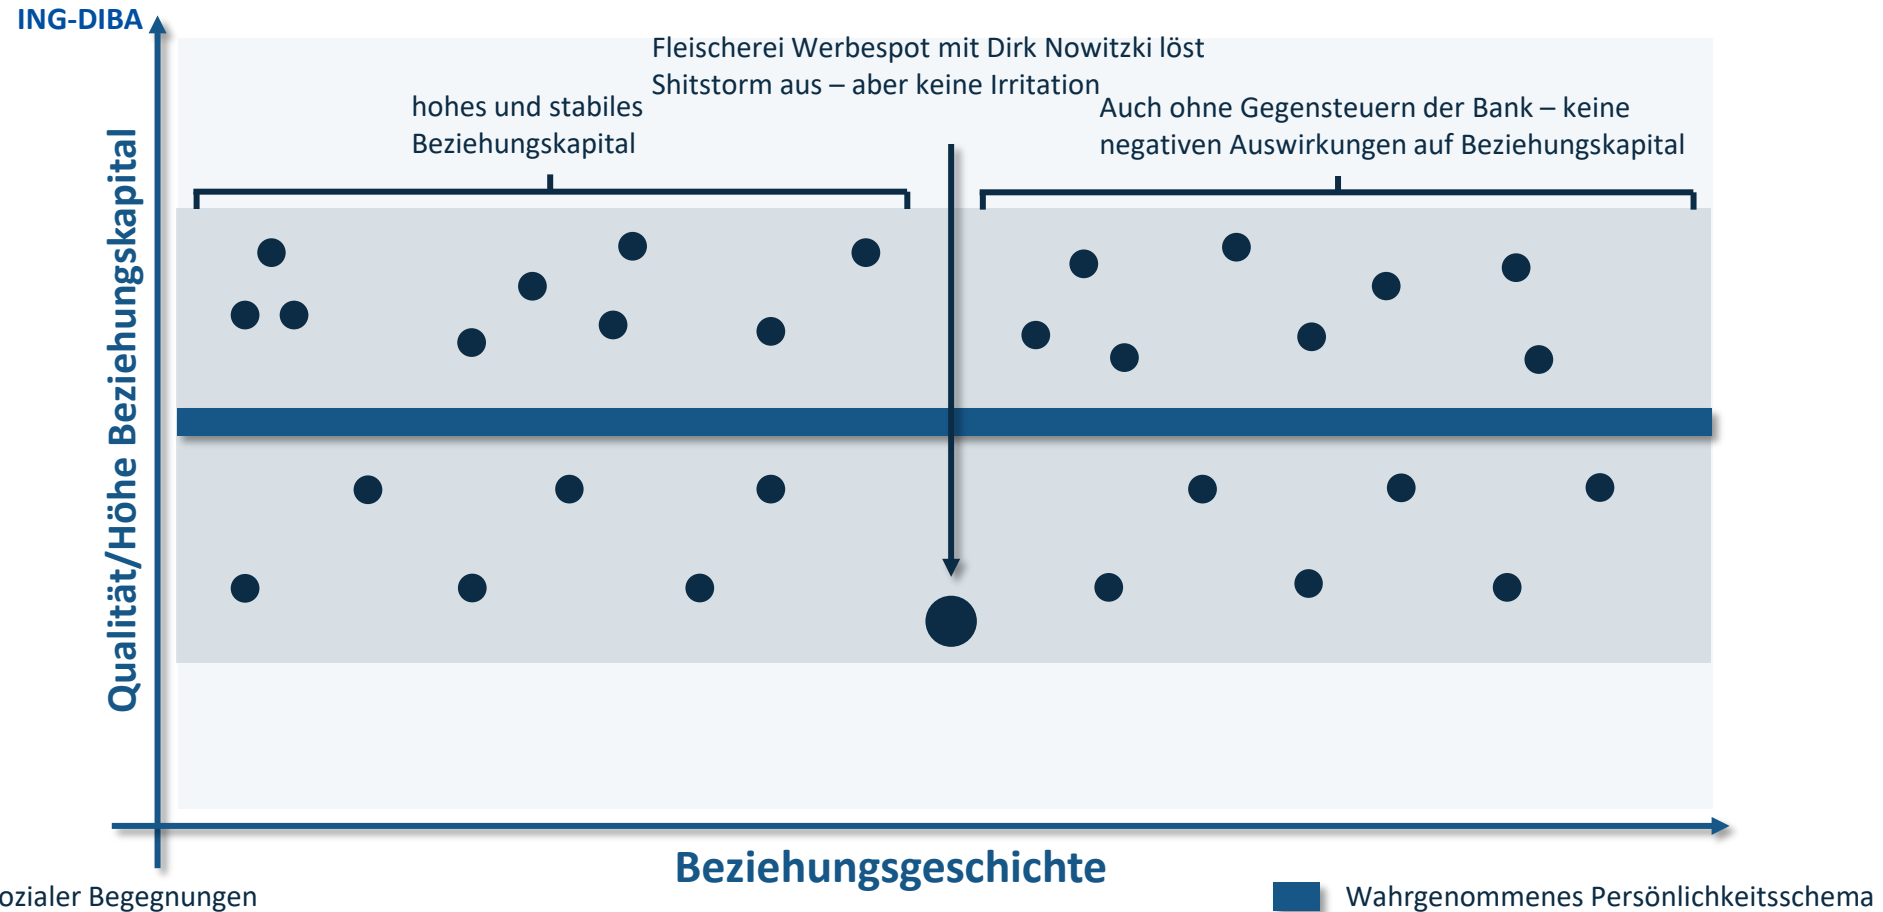 ING-DIBA
Fleischerei Werbespot mit Dirk Nowitzki löst
Shitstorm aus – aber keine Irritation
hohes und stabiles
Beziehungskapital
Auch ohne Gegensteuern der Bank – keine
negativen Auswirkungen auf Beziehungskapital
Qualität/Höhe Beziehungskapital
Beziehungsgeschichte
ozialer Begegnungen
Wahrgenommenes Persönlichkeitsschema